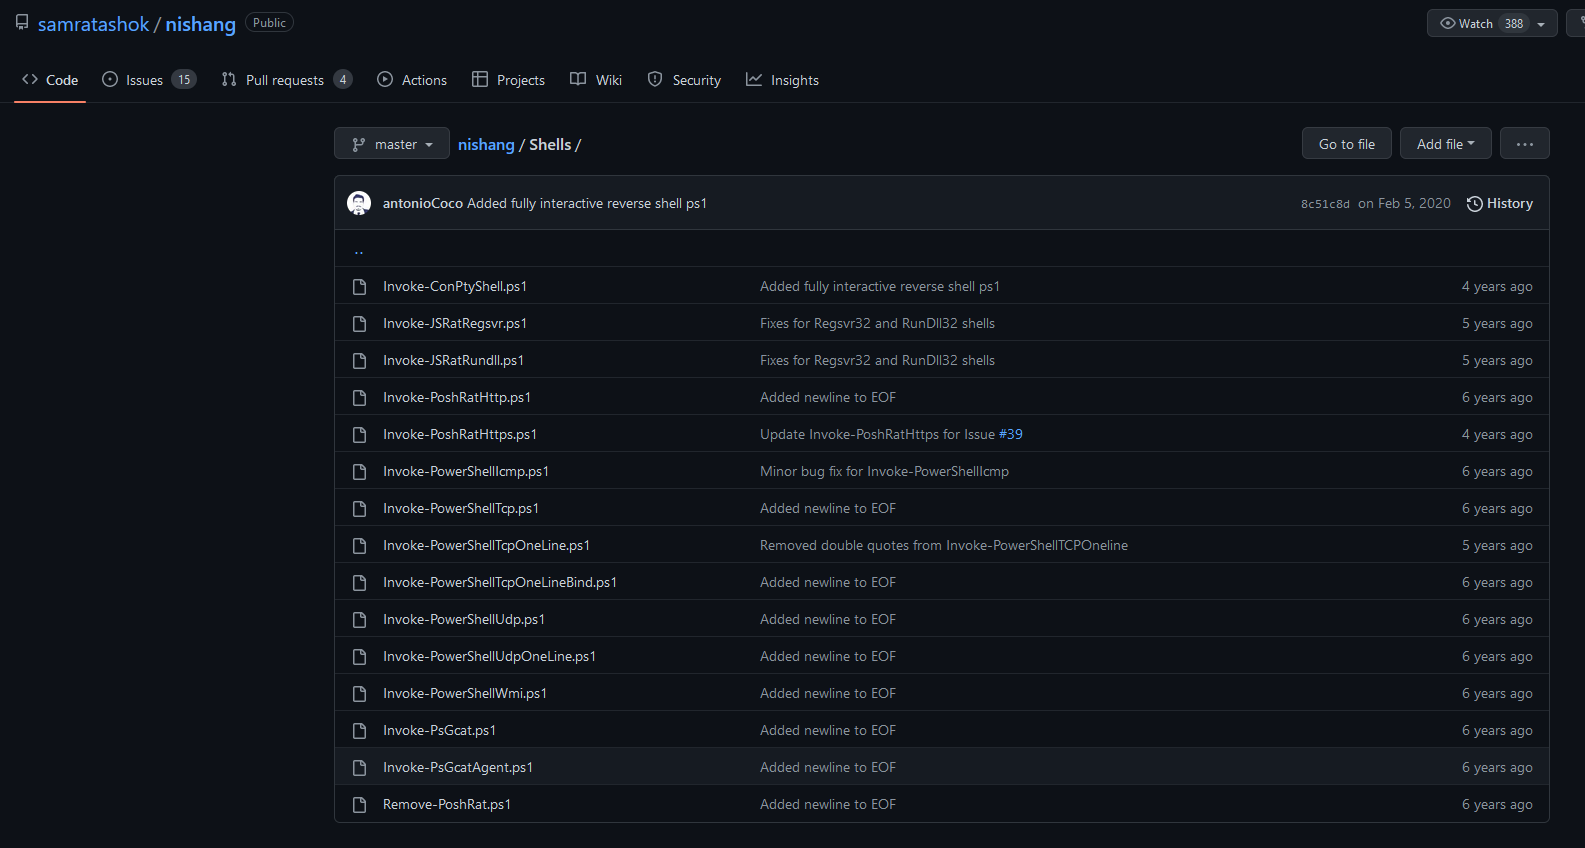 samratashok / nishang Public Watch 388
Code Issues 15 Pull requests 4 Actions Projects Wiki Security Insights
master nishang / Shells / Go to file Add file ...
antonioCoco Added fully interactive reverse shell ps1 8c51c8d on Feb 5, 2020 History
..
Invoke-ConPtyShell.ps1 Added fully interactive reverse shell ps1 4 years ago
Invoke-JSRatRegsvr.ps1 Fixes for Regsvr32 and RunDll32 shells 5 years ago
Invoke-JSRatRundll.ps1 Fixes for Regsvr32 and RunDll32 shells 5 years ago
Invoke-PoshRatHttp.ps1 Added newline to EOF 6 years ago
Invoke-PoshRatHttps.ps1 Update Invoke-PoshRatHttps for Issue #39 4 years ago
Invoke-PowerShellIcmp.ps1 Minor bug fix for Invoke-PowerShellIcmp 6 years ago
Invoke-PowerShellTcp.ps1 Added newline to EOF 6 years ago
Invoke-PowerShellTcpOneLine.ps1 Removed double quotes from Invoke-PowerShellTCPOneline 5 years ago
Invoke-PowerShellTcpOneLineBind.ps1 Added newline to EOF 6 years ago
Invoke-PowerShellUdp.ps1 Added newline to EOF 6 years ago
Invoke-PowerShellUdpOneLine.ps1 Added newline to EOF 6 years ago
Invoke-PowerShellWmi.ps1 Added newline to EOF 6 years ago
Invoke-PsGcat.ps1 Added newline to EOF 6 years ago
Invoke-PsGcatAgent.ps1 Added newline to EOF 6 years ago
Remove-PoshRat.ps1 Added newline to EOF 6 years ago